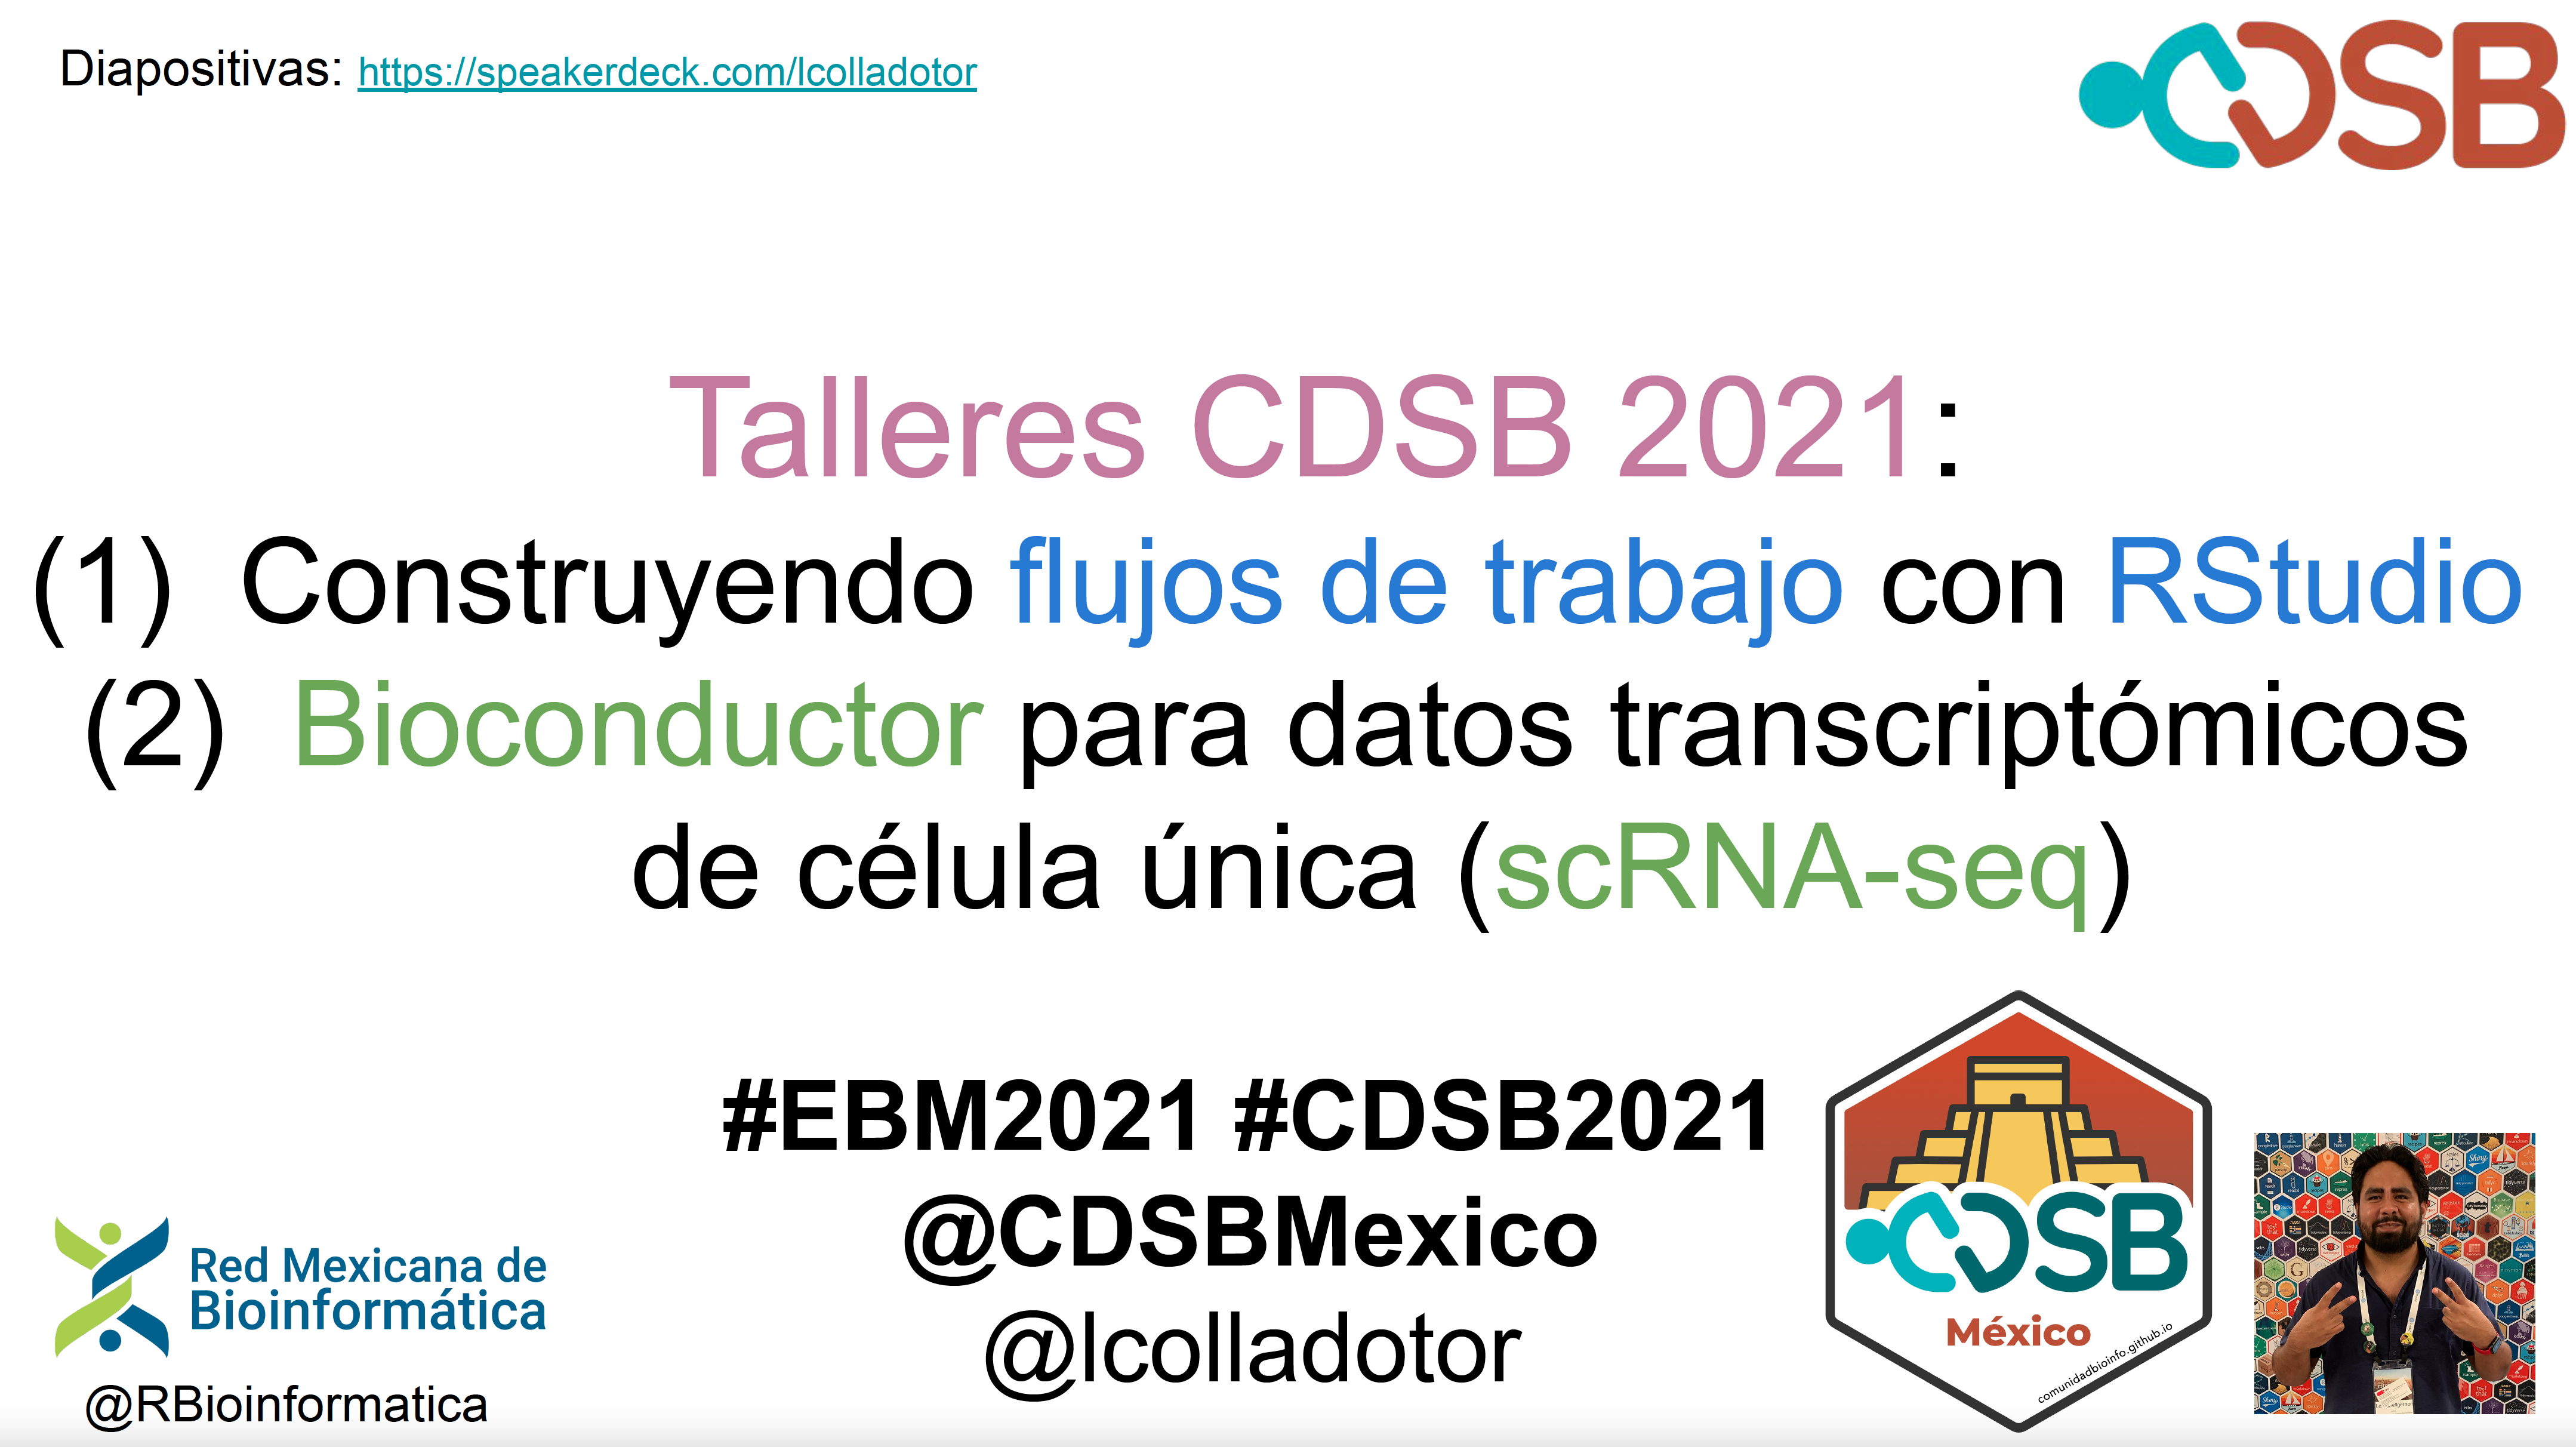 Diapositivas: https://speakerdeck.com/lcolladotor
CDSB
Talleres CDSB 2021:
(1) Construyendo flujos de trabajo con RStudio
(2) Bioconductor para datos transcriptómicos
de célula única (scRNA-seq)
#EBM2021 #CDSB2021
@CDSBMexico
@lcolladotor
Red Mexicana de
Bioinformática
@RBioinformatica
CDSB
México
comunidadbioinfo.github.io
Shiny